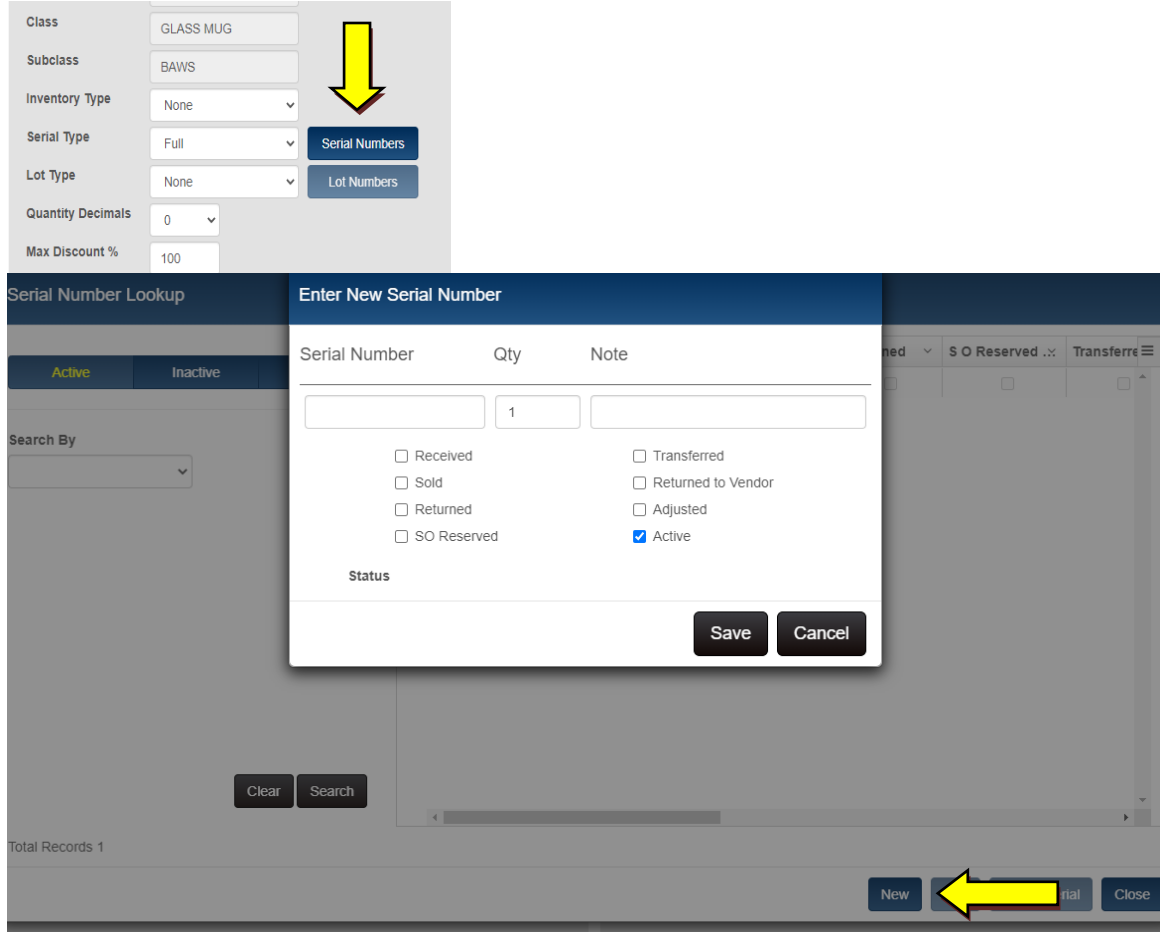 Class
GLASS MUG
Subclass
BAWS
Inventory Type
None
Serial Type
Full
Serial Numbers
Lot Type
None
Lot Numbers
Quantity Decimals
0
Max Discount %
100
Serial Number Lookup
Enter New Serial Number
Active
Inactive
Serial Number
Qty
Note
ned
S O Reserved ..
Transferre
1
Search By
Received
Transferred
Sold
Returned to Vendor
Returned
Adjusted
SO Reserved
Active
Status
Save
Cancel
Clear
Search
Total Records 1
New
rial
Close